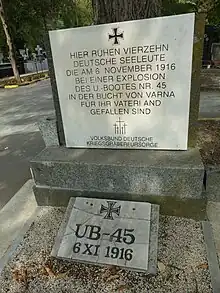 HIER RUHEN VIERZEHN
DEUTSCHE SEELEUTE
DIE AM 6. NOVEMBER 1916
BEI EINER EXPLOSION
DES U.-BOOTES NR. 45
IN DER BUCHT VON VARNA
FÜR IHR VATERLAND
GEFALLEN SIND
VOLKSBUND DEUTSCHE
KRIEGSGRÄBERFÜRSORGE
UB-45
6 XI 1916